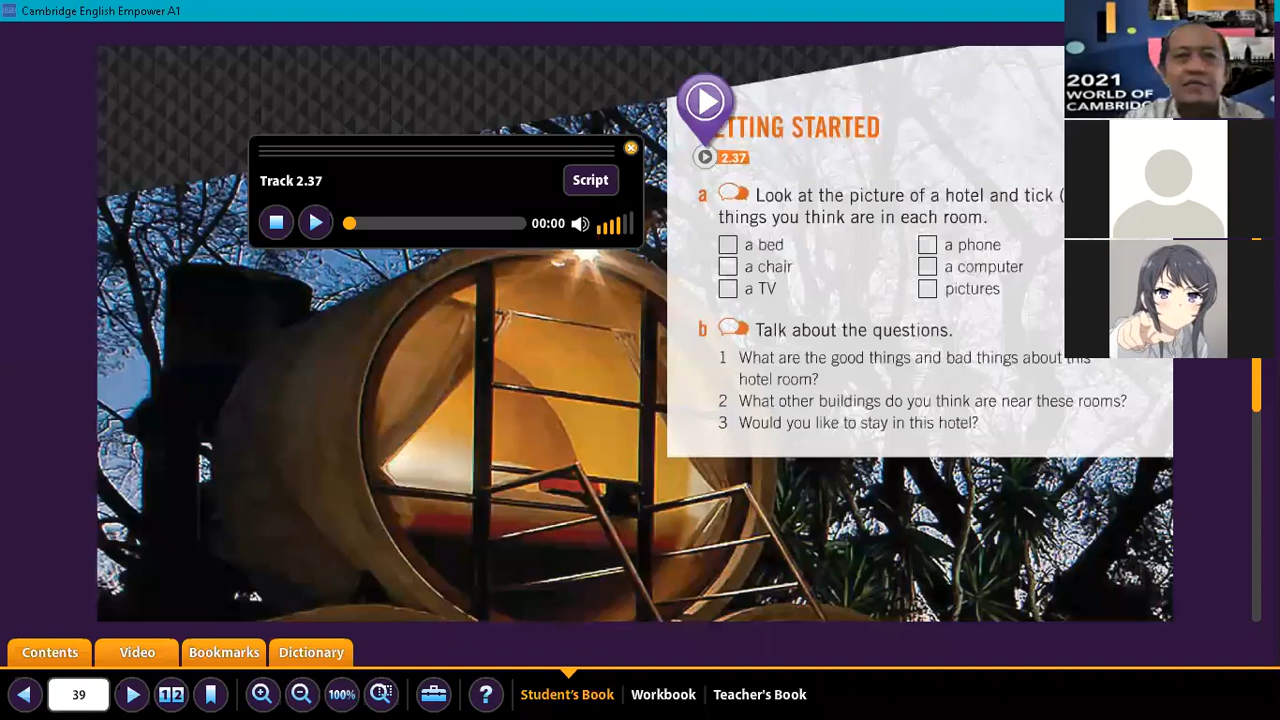 Cambridge English Empower A1
2021
WORLD OF
CAMBRIDG
ETTING STARTED
2.37
Track 2.37
Script
00:00
a Look at the picture of a hotel and tick (
things you think are in each room.
a bed
a phone
a chair
a computer
a TV
pictures
b Talk about the questions.
1 What are the good things and bad things about this
hotel room?
2 What other buildings do you think are near these rooms?
3 Would you like to stay in this hotel?
Contents
Video
Bookmarks
Dictionary
39
12
100%
?
Student's Book
Workbook
Teacher's Book